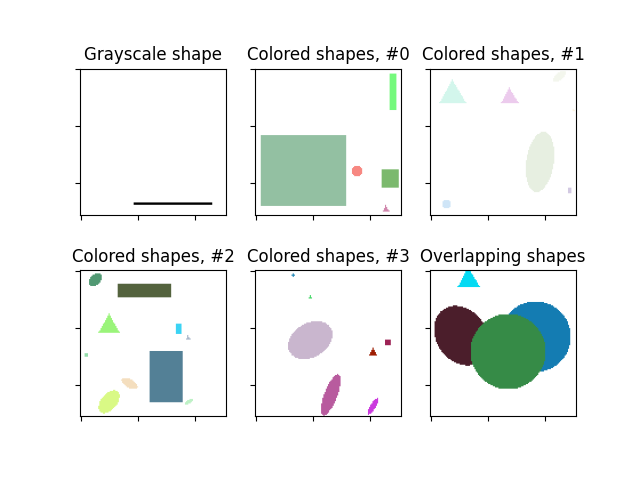 Grayscale shape
Colored shapes, #0
Colored shapes, #1
Colored shapes, #2
Colored shapes, #3
Overlapping shapes